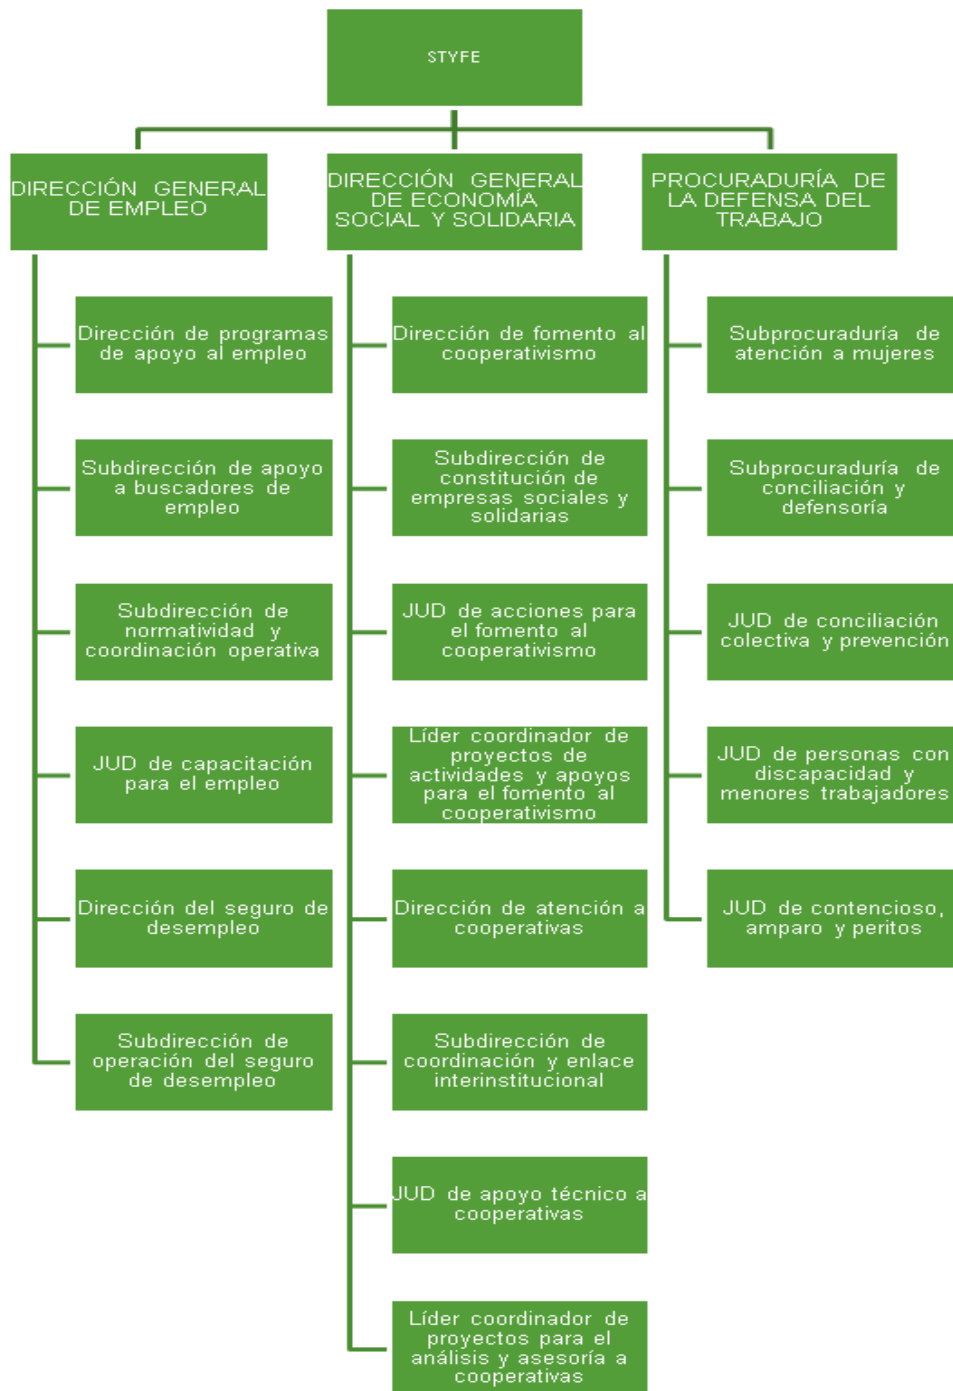 STYFE
DIRECCIÓN GENERAL
DE EMPLEO
Dirección de programas
de apoyo al empleo
Subdirección de apoyo
a buscadores de
empleo
Subdirección de
normatividad y
coordinación operativa
JUD de capacitación
para el empleo
Dirección del seguro de
desempleo
Subdirección de
operación del seguro
de desempleo
DIRECCIÓN GENERAL
DE ECONOMÍA
SOCIAL Y SOLIDARIA
Dirección de fomento al
cooperativismo
Subdirección de
constitución de
empresas sociales y
solidarias
JUD de acciones para
el fomento al
cooperativismo
Líder coordinador de
proyectos de
actividades y apoyos
para el fomento al
cooperativismo
Dirección de atención a
cooperativas
Subdirección de
coordinación y enlace
interinstitucional
JUD de apoyo técnico a
cooperativas
Líder coordinador de
proyectos para el
análisis y asesoría a
cooperativas
PROCURADURÍA DE
LA DEFENSA DEL
TRABAJO
Subprocuraduría de
atención a mujeres
Subprocuraduría de
conciliación y
defensoría
JUD de conciliación
colectiva y prevención
JUD de personas con
discapacidad y
menores trabajadores
JUD de contencioso,
amparo y peritos